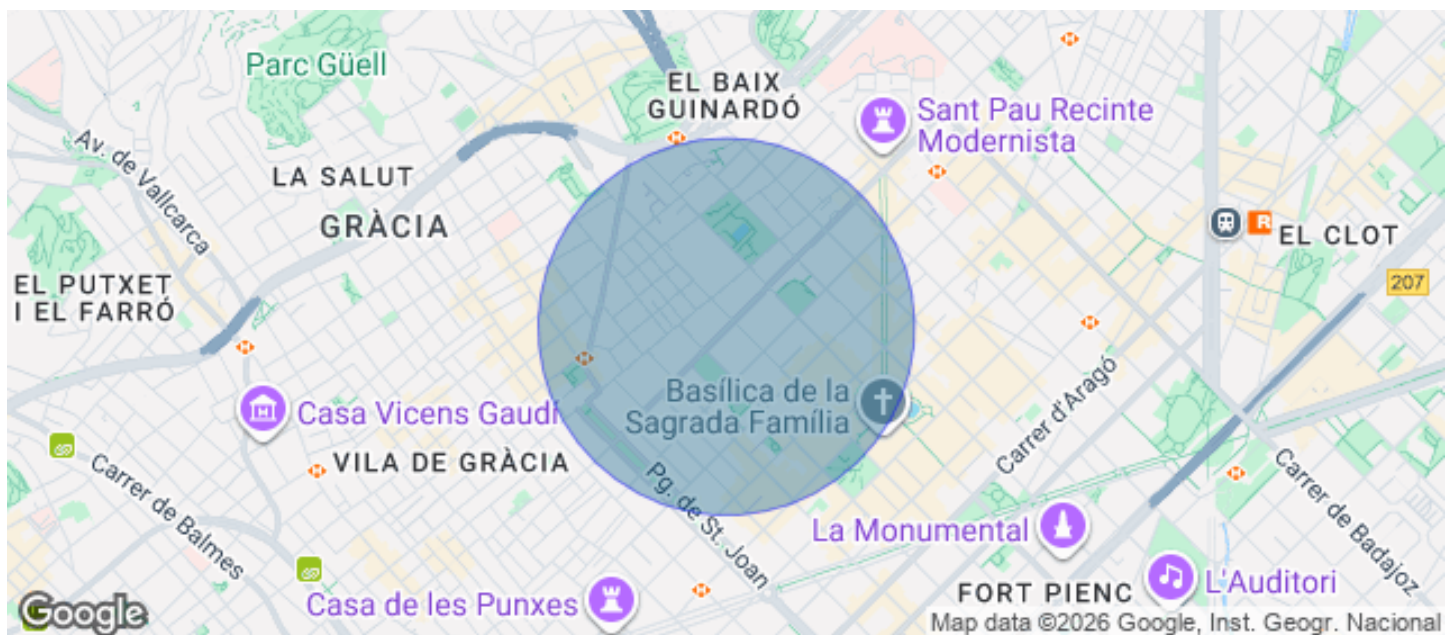 Parc Güell
EL BAIX
GUINARDÓ
Sant Pau Recinte
Modernista
Av. de Vallcarca
LA SALUT
GRÀCIA
R
EL CLOT
EL PUTXET
I EL FARRÓ
207
Casa Vicens Gaudí
Basílica de la
Sagrada Família
Carrer d'Aragó
VILA DE GRÀCIA
Carrer de Balmes
Pg. de St. Joan
La Monumental
Carrer de Badajoz
FORT PIENC
L'Auditori
Casa de les Punxes
Google
Map data ©2026 Google, Inst. Geogr. Nacional